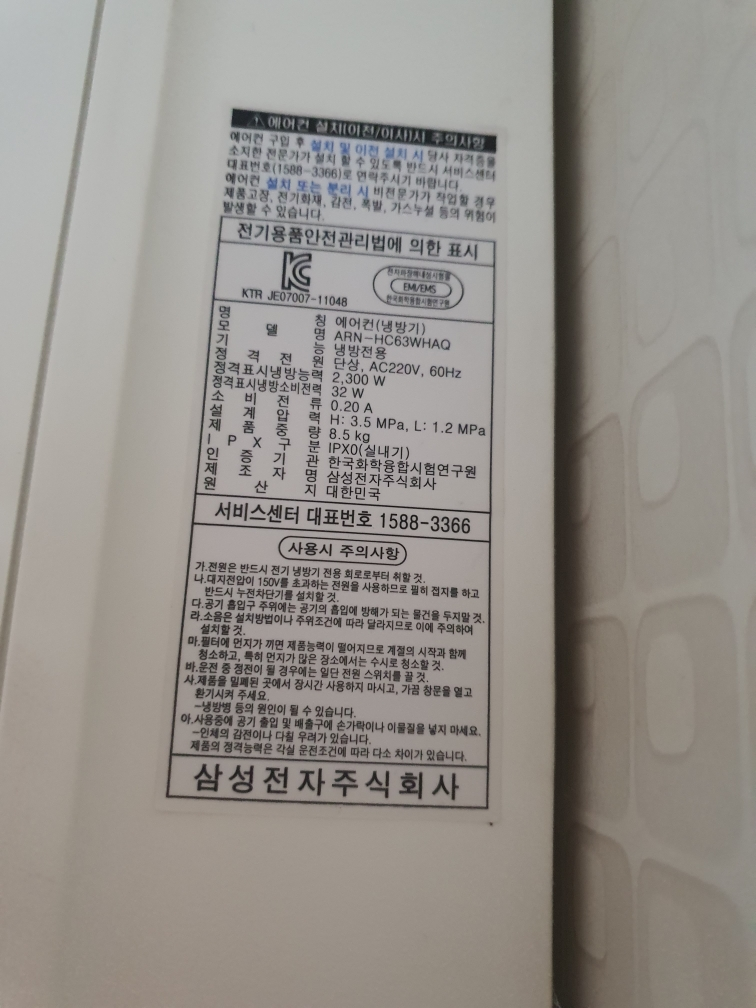 ⚠ 에어컨 설치(이전/이사)시 주의사항
에어컨 구입 후 설치 및 이전 설치 시 당사 자격증을
소지한 전문가가 설치 할 수 있도록 반드시 서비스센터
대표번호(1588-3366)로 연락주시기 바랍니다.
에어컨 설치 또는 분리 시 비전문가가 작업할 경우
제품고장, 전기화재, 감전, 폭발, 가스누설 등의 위험이
발생할 수 있습니다.
전기용품안전관리법에 의한 표시
KTR JE07007-11048
전자파장해내성시험필
EMI/EMS
한국화학융합시험연구원
명칭 에어컨(냉방기)
모델명 ARN-HC63WHAQ
기능 냉방전용
정격전원 단상, AC220V, 60Hz
정격표시냉방능력 2,300 W
정격표시냉방소비전력 32 W
소비전류 0.20 A
설계압력 H: 3.5 MPa, L: 1.2 MPa
제품중량 8.5 kg
IPX구분 IPX0(실내기)
인증기관 한국화학융합시험연구원
제조자명 삼성전자주식회사
원산지 대한민국
서비스센터 대표번호 1588-3366
사용시 주의사항
가.전원은 반드시 전기 냉방기 전용 회로로부터 취할 것.
나.대지전압이 150V를 초과하는 전원을 사용하므로 필히 접지를 하고
반드시 누전차단기를 설치할 것.
다.공기 흡입구 주위에는 공기의 흡입에 방해가 되는 물건을 두지말 것.
라.소음은 설치방법이나 주위조건에 따라 달라지므로 이에 주의하여
설치할 것.
마.필터에 먼지가 끼면 제품능력이 떨어지므로 계절의 시작과 함께
청소하고, 특히 먼지가 많은 장소에서는 수시로 청소할 것.
바.운전 중 정전이 될 경우에는 일단 전원 스위치를 끌 것.
사.제품을 밀폐된 곳에서 장시간 사용하지 마시고, 가끔 창문을 열고
환기시켜 주세요.
-냉방병 등의 원인이 될 수 있습니다.
아.사용중에 공기 출입 및 배출구에 손가락이나 이물질을 넣지 마세요.
-인체의 감전이나 다칠 우려가 있습니다.
제품의 정격능력은 각실 운전조건에 따라 다소 차이가 있습니다.
삼성전자주식회사